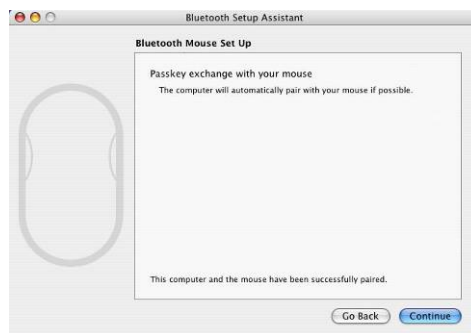 Bluetooth Setup Assistant
Bluetooth Mouse Set Up
Passkey exchange with your mouse
The computer will automatically pair with your mouse if possible.
This computer and the mouse have been successfully paired.
Go Back
Continue